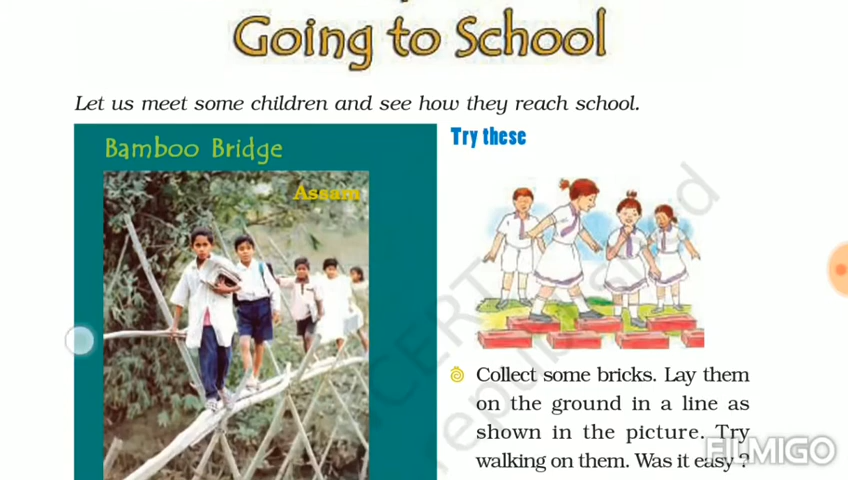 Going to School
Let us meet some children and see how they reach school.
Bamboo Bridge
Assam
Try these
Collect some bricks. Lay them
on the ground in a line as
shown in the picture. Try
walking on them. Was it easy ?
FILMIGO